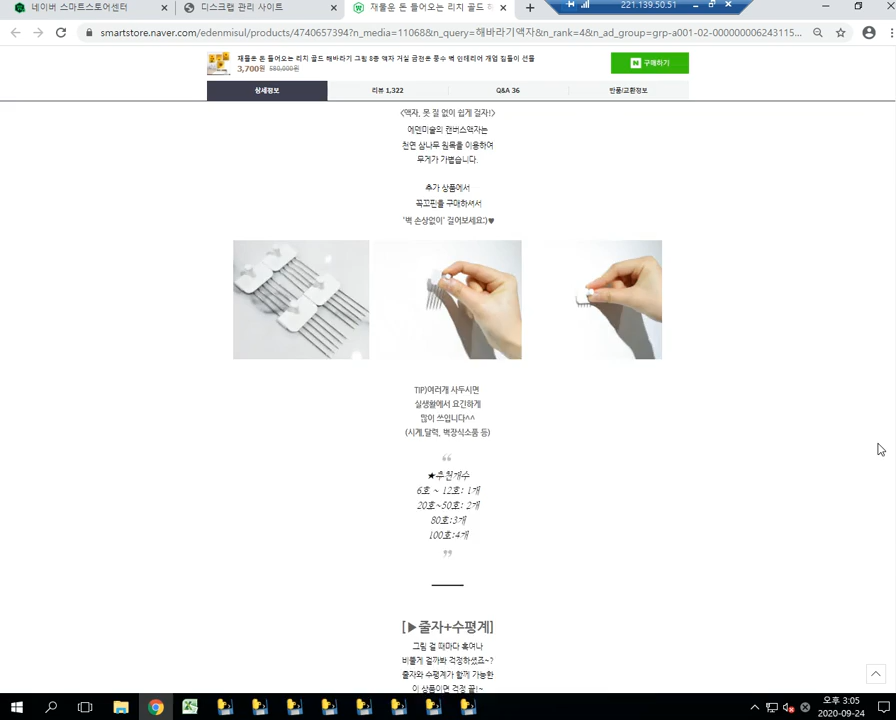 네이버 스마트스토어센터
디스크랩 관리 사이트
재물운 돈 들어오는 리치 골드
221.139.50.51
smartstore.naver.com/edenmisul/products/4740657394?n_media=11068&n_query=해바라기액자&n_rank=4&n_ad_group=grp-a001-02-000000006243115...
재물운 돈 들어오는 리치 골드 해바라기 그림 8종 액자 거실 금전운 풍수 벽 인테리어 개업 집들이 선물
3,700원 580,000원
구매하기
상세정보
리뷰 1,322
Q&A 36
반품/교환정보
<액자, 못 질 없이 쉽게 걸자!>
에덴미술의 캔버스액자는
천연 삼나무 원목를 이용하여
무게가 가볍습니다.
추가 상품에서
꼭꼬핀를 구매하셔서
'벽 손상없이' 걸어보세요:)♥
TIP)여러개 사두시면
실생활에서 요긴하게
많이 쓰입니다^^
(시계,달력, 벽장식소품 등)
“
★추천개수
6호 ~ 12호: 1개
20호~50호: 2개
80호:3개
100호:4개
”
[▶줄자+수평계]
그림 걸 때마다 혹여나
비뚤게 걸까봐 걱정하셨죠~?
줄자와 수평계가 함께 가능한
이 상품이면 걱정 끝!~
오후 3:05
2020-09-24